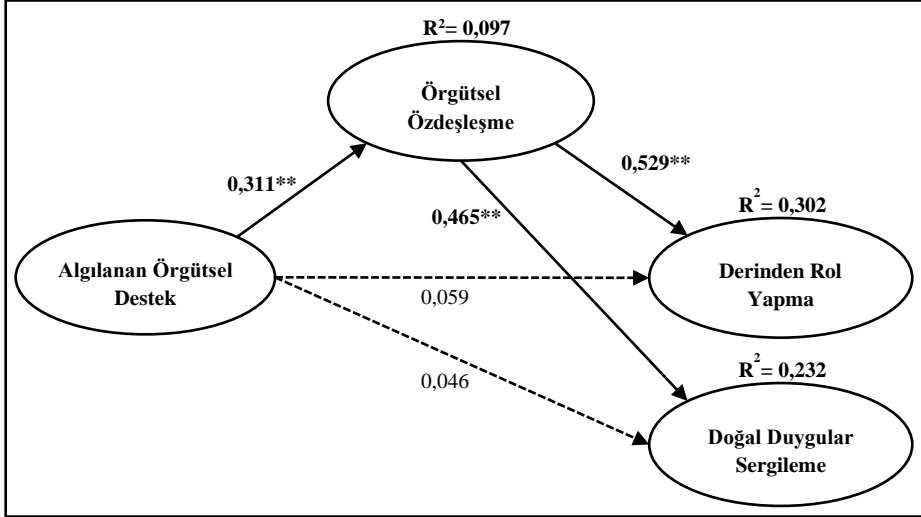 R²= 0,097
Örgütsel
Özdeşleşme
0,311**
0,529**
0,465**
R²= 0,302
Algılanan Örgütsel
Destek
0,059
Derinden Rol
Yapma
0,046
R²= 0,232
Doğal Duygular
Sergileme